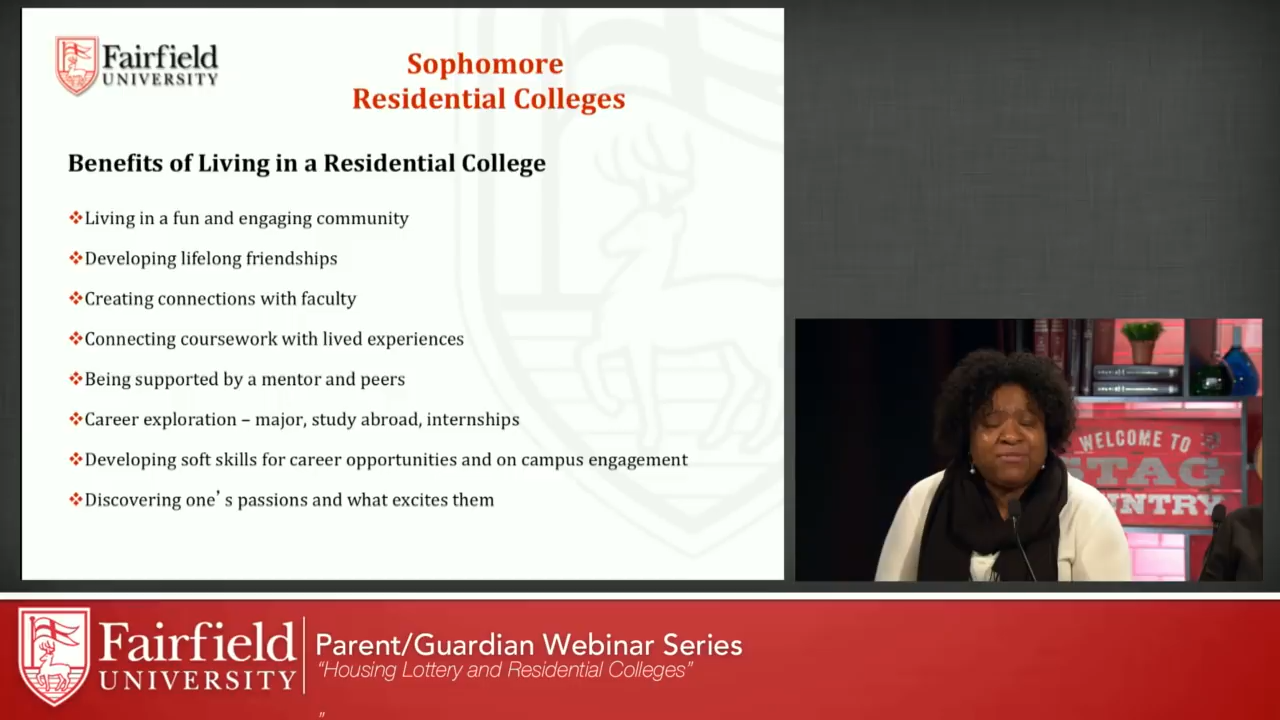 Fairfield
UNIVERSITY
Sophomore
Residential Colleges
Benefits of Living in a Residential College
❖Living in a fun and engaging community
❖Developing lifelong friendships
❖Creating connections with faculty
❖Connecting coursework with lived experiences
❖Being supported by a mentor and peers
❖Career exploration – major, study abroad, internships
❖Developing soft skills for career opportunities and on campus engagement
❖Discovering one’ s passions and what excites them
WELCOME TO
STAG
NTRY
Fairfield
UNIVERSITY
Parent/Guardian Webinar Series
“Housing Lottery and Residential Colleges”
”